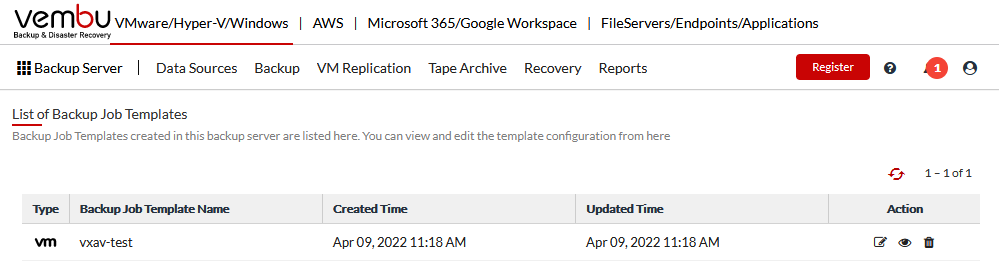 vembu
Backup & Disaster Recovery
VMware/Hyper-V/Windows | AWS | Microsoft 365/Google Workspace | FileServers/Endpoints/Applications
Backup Server | Data Sources Backup VM Replication Tape Archive Recovery Reports Register ? 1
List of Backup Job Templates
Backup Job Templates created in this backup server are listed here. You can view and edit the template configuration from here
1 – 1 of 1
Type Backup Job Template Name Created Time Updated Time Action
vm vxav-test Apr 09, 2022 11:18 AM Apr 09, 2022 11:18 AM